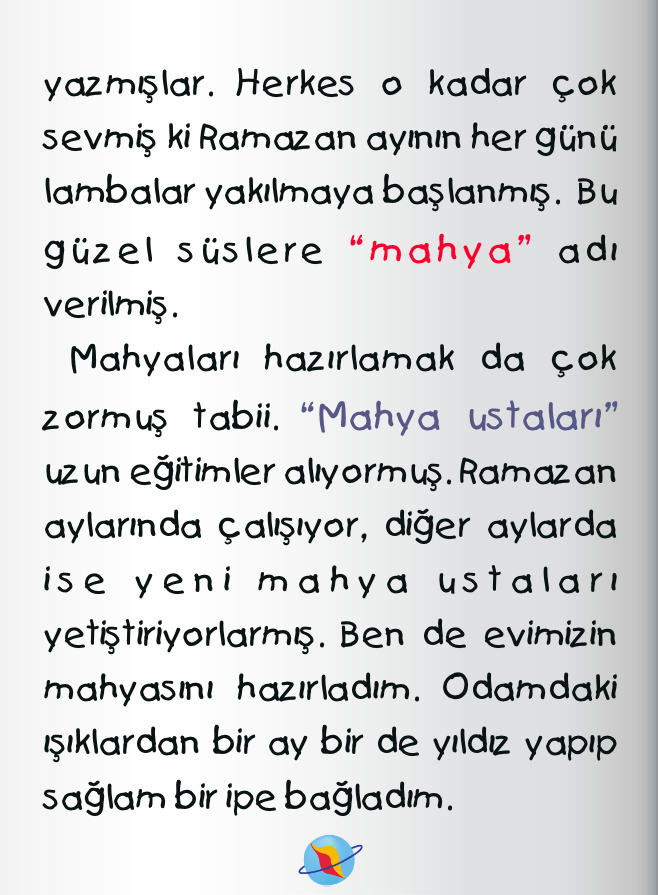 yazmışlar. Herkes o kadar çok
sevmiş ki Ramazan ayının her günü
lambalar yakılmaya başlanmış. Bu
güzel süslere “mahya” adı
verilmiş.
Mahyaları hazırlamak da çok
zormuş tabii. “Mahya ustaları”
uzun eğitimler alıyormuş. Ramazan
aylarında çalışıyor, diğer aylarda
ise yeni mahya ustaları
yetiştiriyorlarmış. Ben de evimizin
mahyasını hazırladım. Odamdaki
ışıklardan bir ay bir de yıldız yapıp
sağlam bir ipe bağladım.